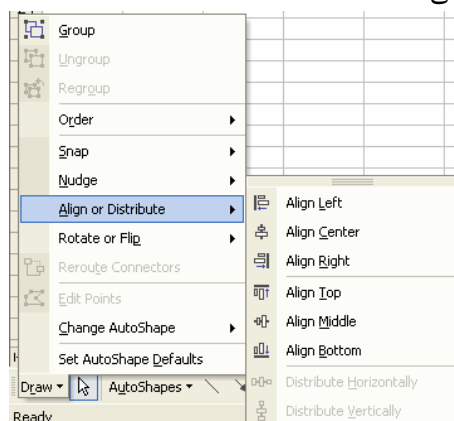 Group
Ungroup
Regroup
Order
Snap
Nudge
Align or Distribute
Rotate or Flip
Reroute Connectors
Edit Points
Change AutoShape
Set AutoShape Defaults
Align Left
Align Center
Align Right
Align Top
Align Middle
Align Bottom
Distribute Horizontally
Distribute Vertically
Draw
AutoShapes
Ready